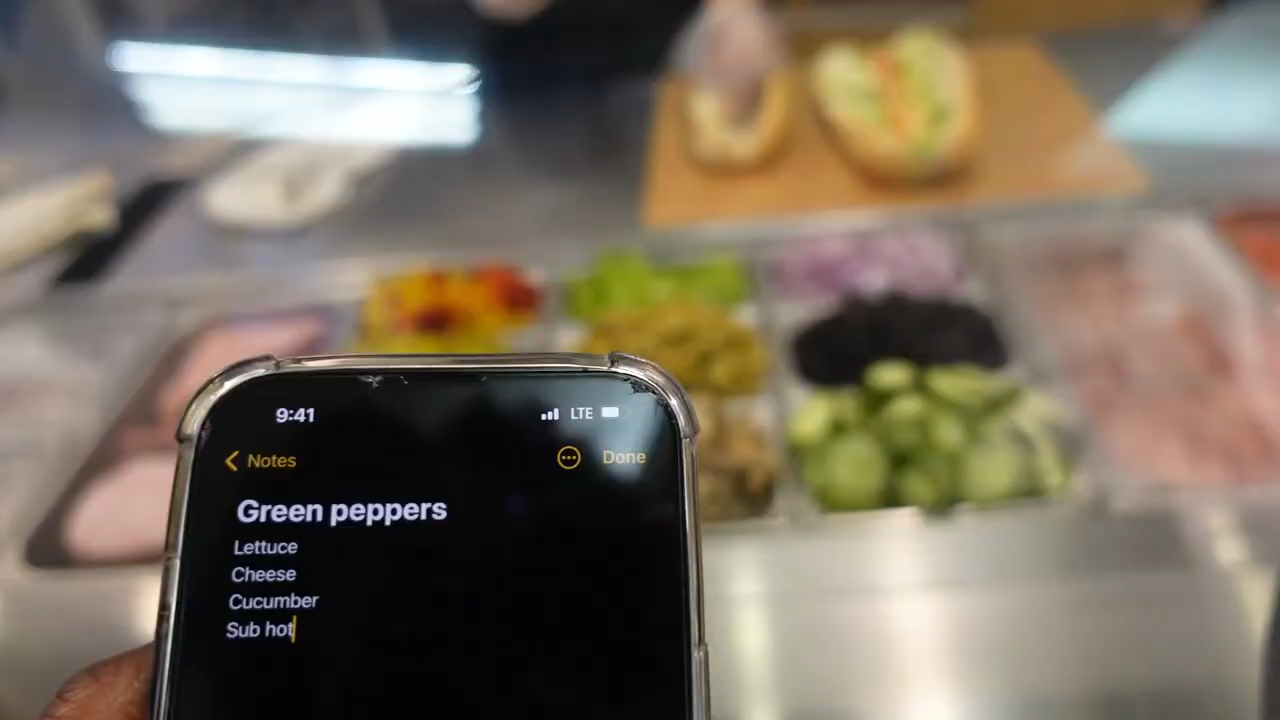 9:41 LTE
Notes Done
Green peppers
Lettuce
Cheese
Cucumber
Sub hot